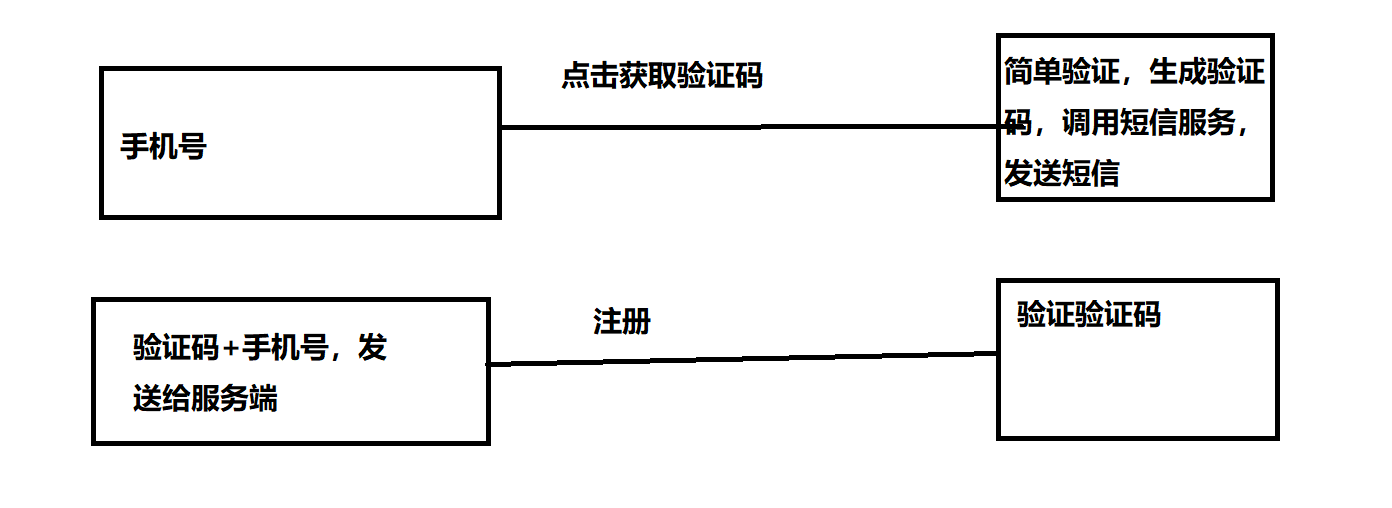 点击获取验证码
手机号
简单验证，生成验证
码，调用短信服务，
发送短信
注册
验证码+手机号，发
送给服务端
验证验证码